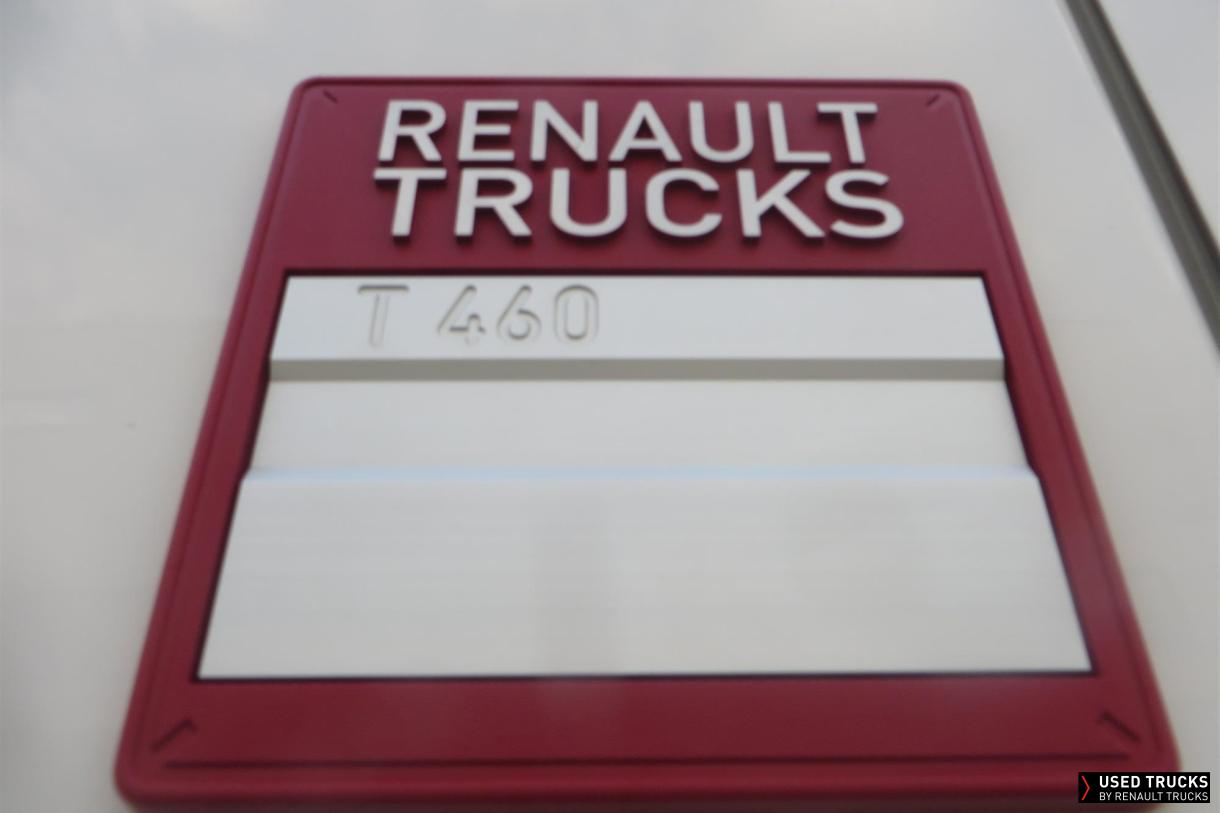 RENAULT
TRUCKS
T 460
USED TRUCKS
BY RENAULT TRUCKS